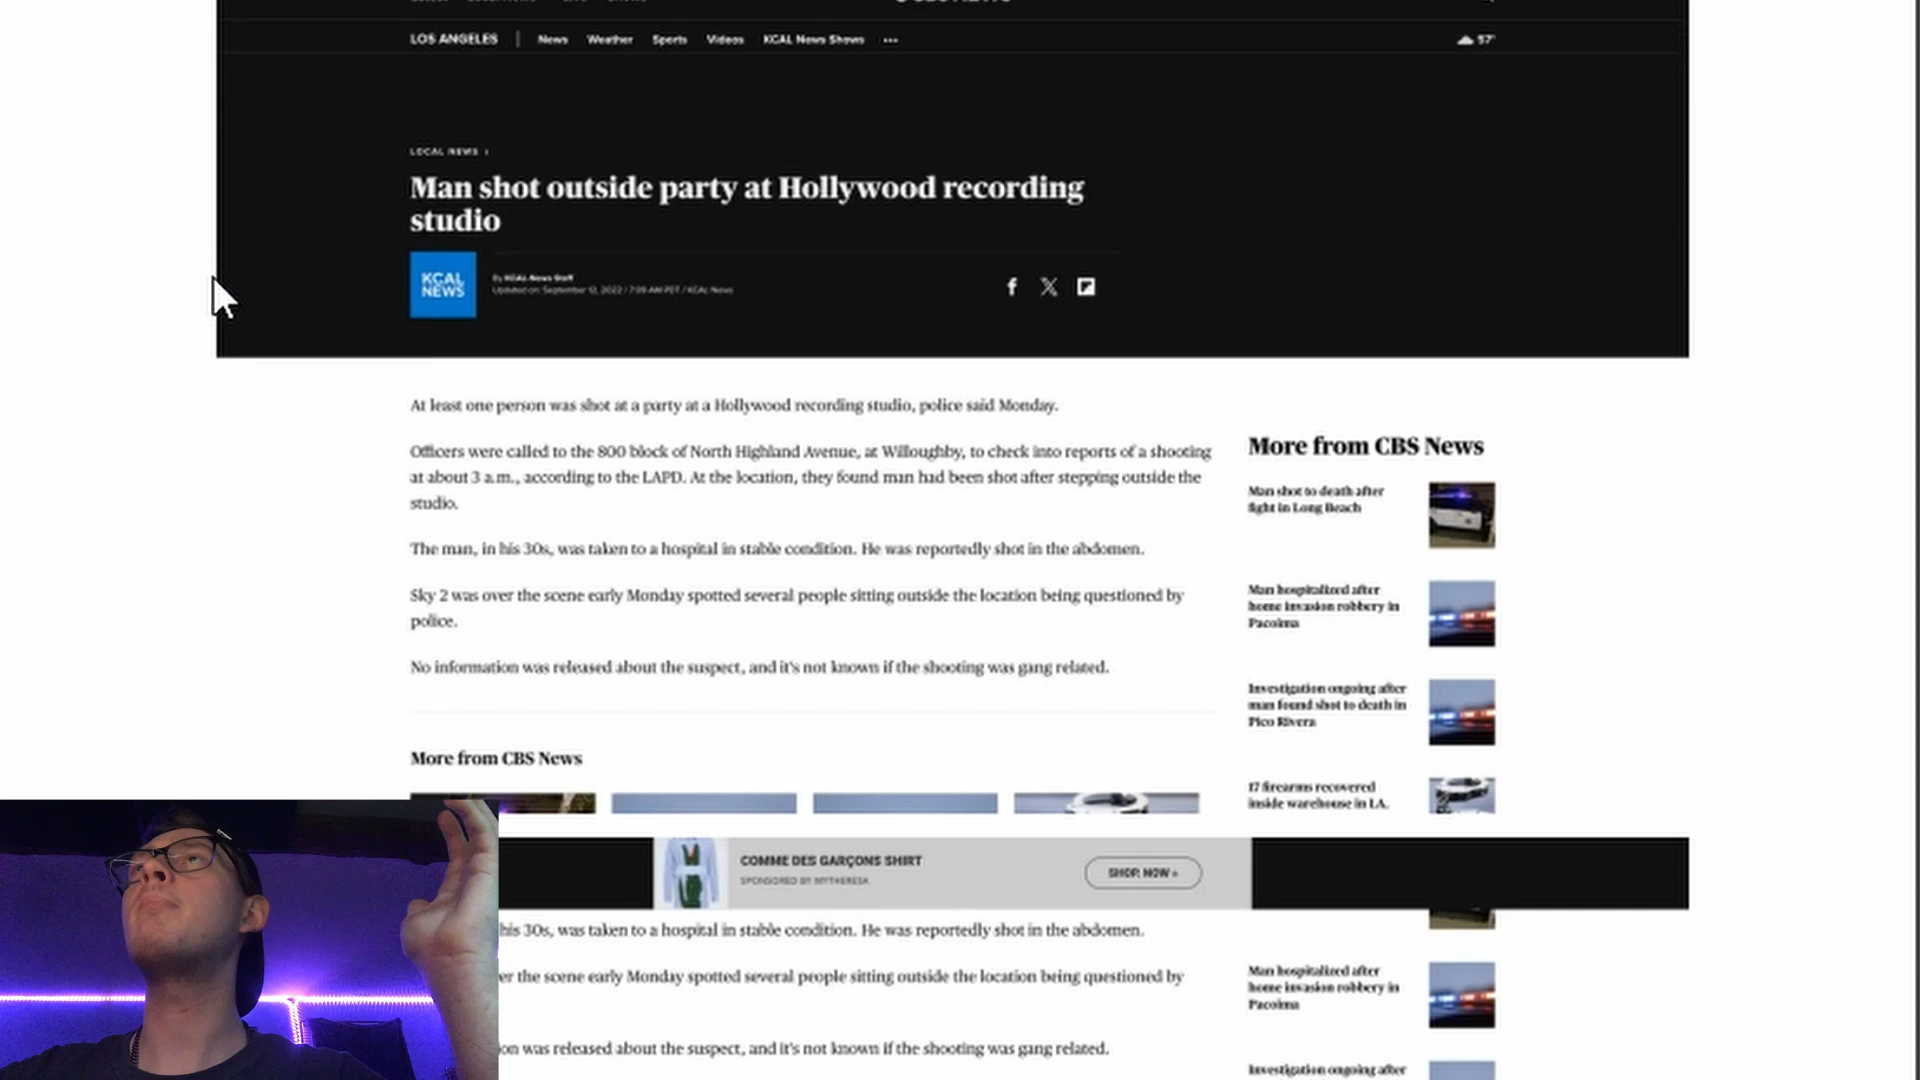 LOS ANGELES | News Weather Sports Videos KCAL News Shows •••
57°
LOCAL NEWS ›
Man shot outside party at Hollywood recording
studio
KCAL
NEWS
By KCAL News Staff
Updated on: September 12, 2022 / 7:09 AM PDT / KCAL News
At least one person was shot at a party at a Hollywood recording studio, police said Monday.
Officers were called to the 800 block of North Highland Avenue, at Willoughby, to check into reports of a shooting
at about 3 a.m., according to the LAPD. At the location, they found man had been shot after stepping outside the
studio.
The man, in his 30s, was taken to a hospital in stable condition. He was reportedly shot in the abdomen.
Sky 2 was over the scene early Monday spotted several people sitting outside the location being questioned by
police.
No information was released about the suspect, and it's not known if the shooting was gang related.
More from CBS News
More from CBS News
Man shot to death after
fight in Long Beach
Man hospitalized after
home invasion robbery in
Pacoima
Investigation ongoing after
man found shot to death in
Pico Rivera
17 firearms recovered
inside warehouse in L.A.
COMME DES GARÇONS SHIRT
SPONSORED BY MYTHERESA
SHOP NOW »
his 30s, was taken to a hospital in stable condition. He was reportedly shot in the abdomen.
er the scene early Monday spotted several people sitting outside the location being questioned by
on was released about the suspect, and it's not known if the shooting was gang related.
Man hospitalized after
home invasion robbery in
Pacoima
Investigation ongoing after